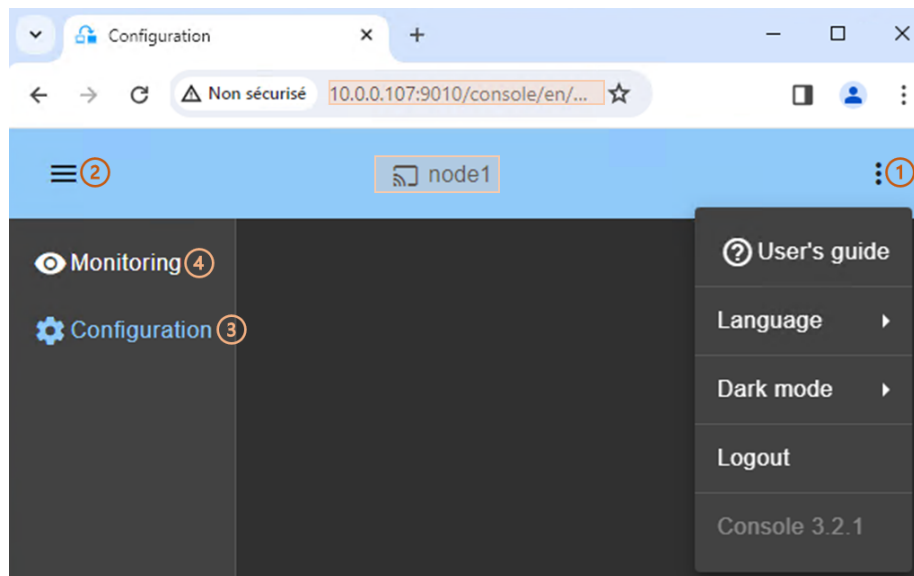 Configuration
Non sécurisé 10.0.0.107:9010/console/en/...
2 node1 1
Monitoring 4
Configuration 3
User's guide
Language
Dark mode
Logout
Console 3.2.1